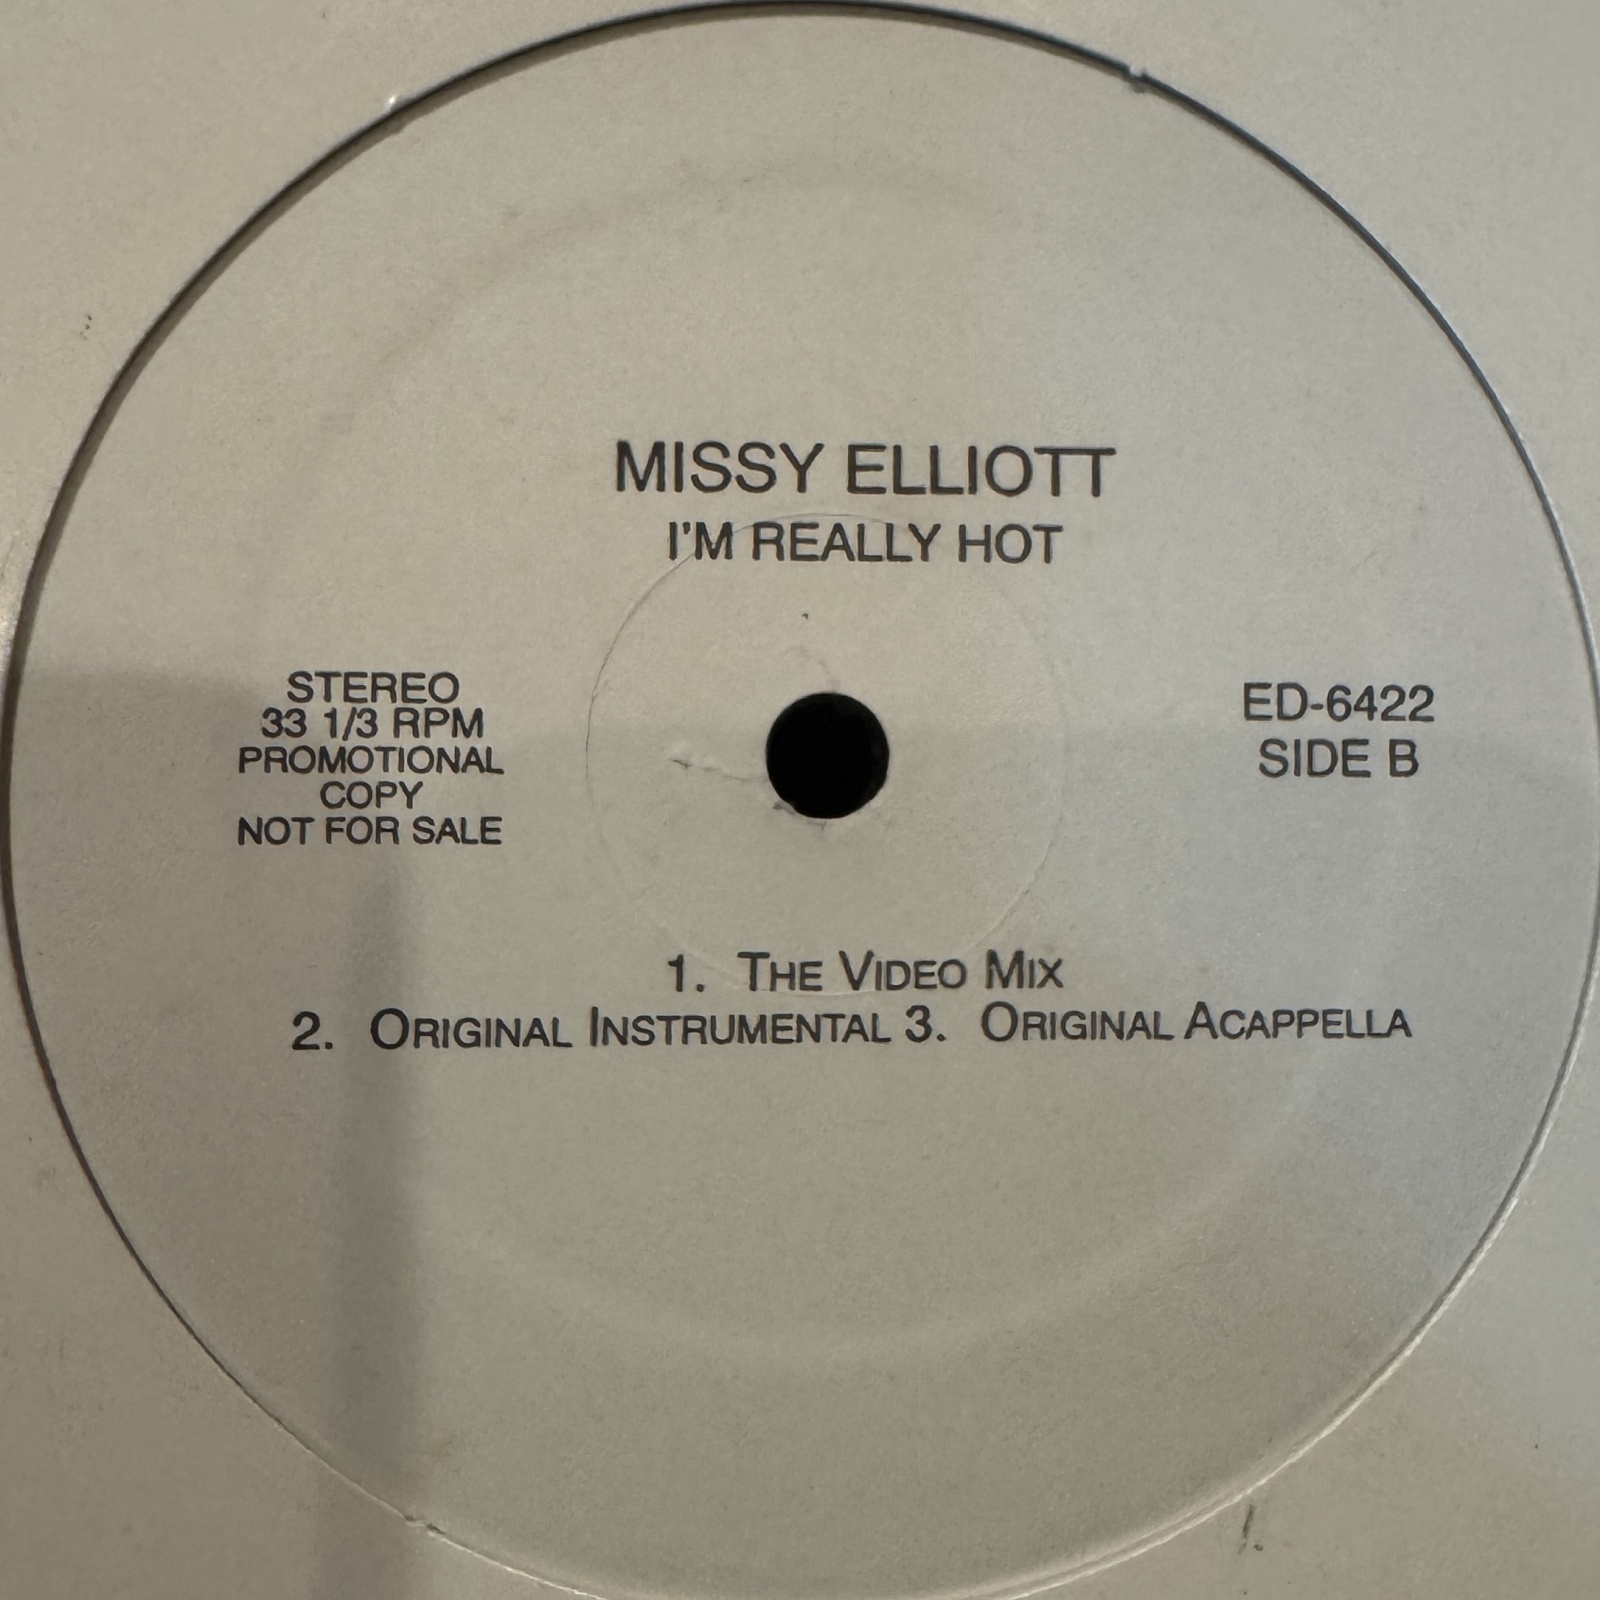 MISSY ELLIOTT
I'M REALLY HOT
STEREO
33 1/3 RPM
PROMOTIONAL
COPY
NOT FOR SALE
ED-6422
SIDE B
1. THE VIDEO MIX
2. ORIGINAL INSTRUMENTAL 3. ORIGINAL ACAPPELLA